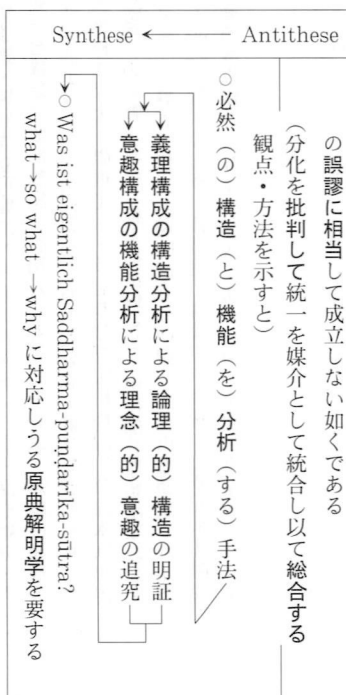 Synthese ← Antithese
の誤謬に相当して成立しない如くである
(分化を批判して統一を媒介として統合し以て総合する
観点・方法を示すと)
○必然(の)構造(と)機能(を)分析(する)手法
義理構成の構造分析による論理(的)構造の明証
意趣構成の機能分析による理念(的)意趣の追究
○Was ist eigentlich Saddharma-puṇḍarīka-sūtra?
what→so what →why に対応しうる原典解明学を要する